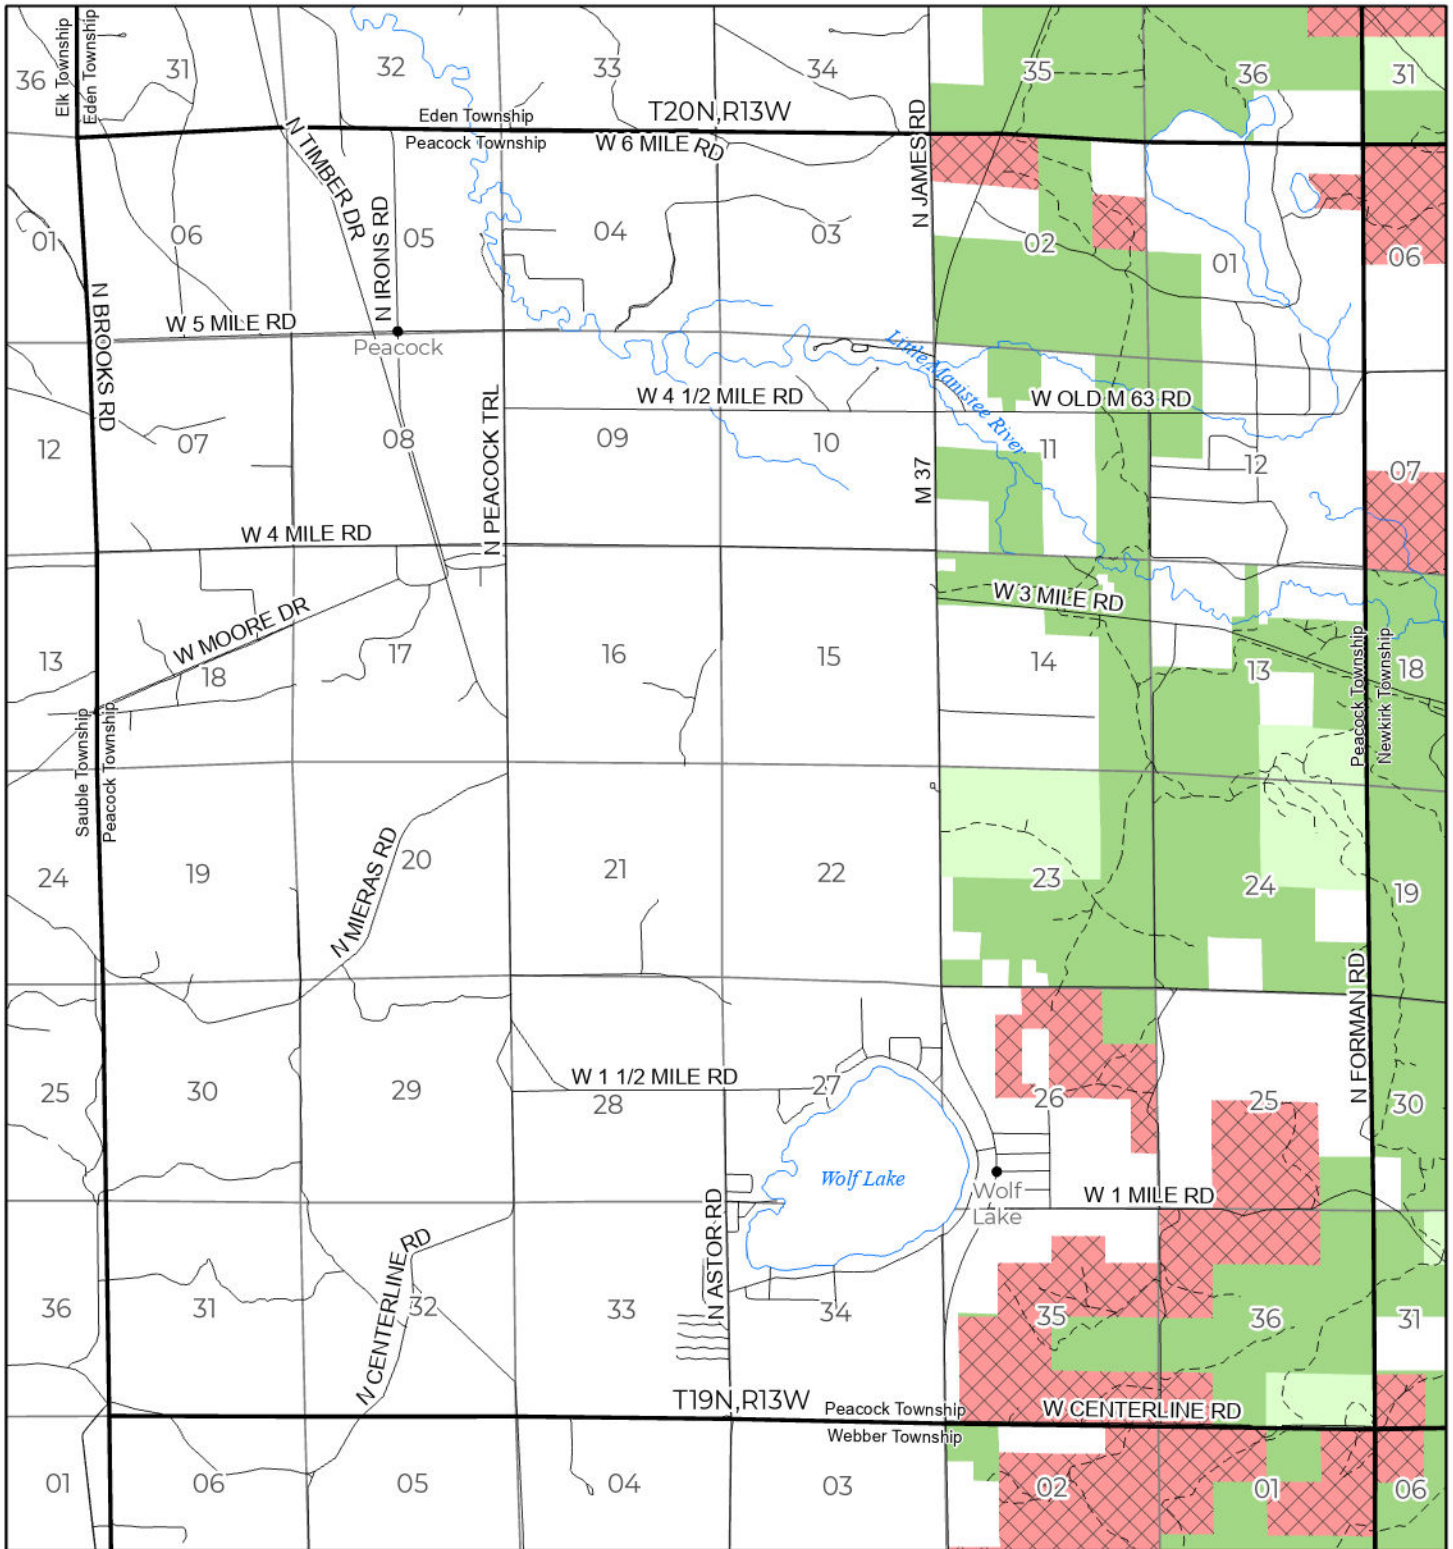 36
Elk Township
Eden Township
31
32
33
34
35
36
31
Eden Township
T20N,R13W
Peacock Township
W 6 MILE RD
N JAMES RD
N TIMBER DR
N IRONS RD
01
06
05
04
03
02
01
06
N BROOKS RD
W 5 MILE RD
Peacock
Little Manistee River
W 4 1/2 MILE RD
W OLD M 63 RD
12
07
08
09
10
11
12
07
N PEACOCK TRL
M 37
W 4 MILE RD
W 3 MILE RD
W MOORE DR
13
18
17
16
15
14
13
18
Peacock Township
Newkirk Township
Sauble Township
Peacock Township
N MIERAS RD
24
19
20
21
22
23
24
19
N FORMAN RD
25
30
29
W 1 1/2 MILE RD
28
27
26
25
30
Wolf Lake
Wolf
Lake
W 1 MILE RD
N ASTOR RD
N CENTERLINE RD
36
31
32
33
34
35
36
31
T19N,R13W
Peacock Township
W CENTERLINE RD
Webber Township
01
06
05
04
03
02
01
06